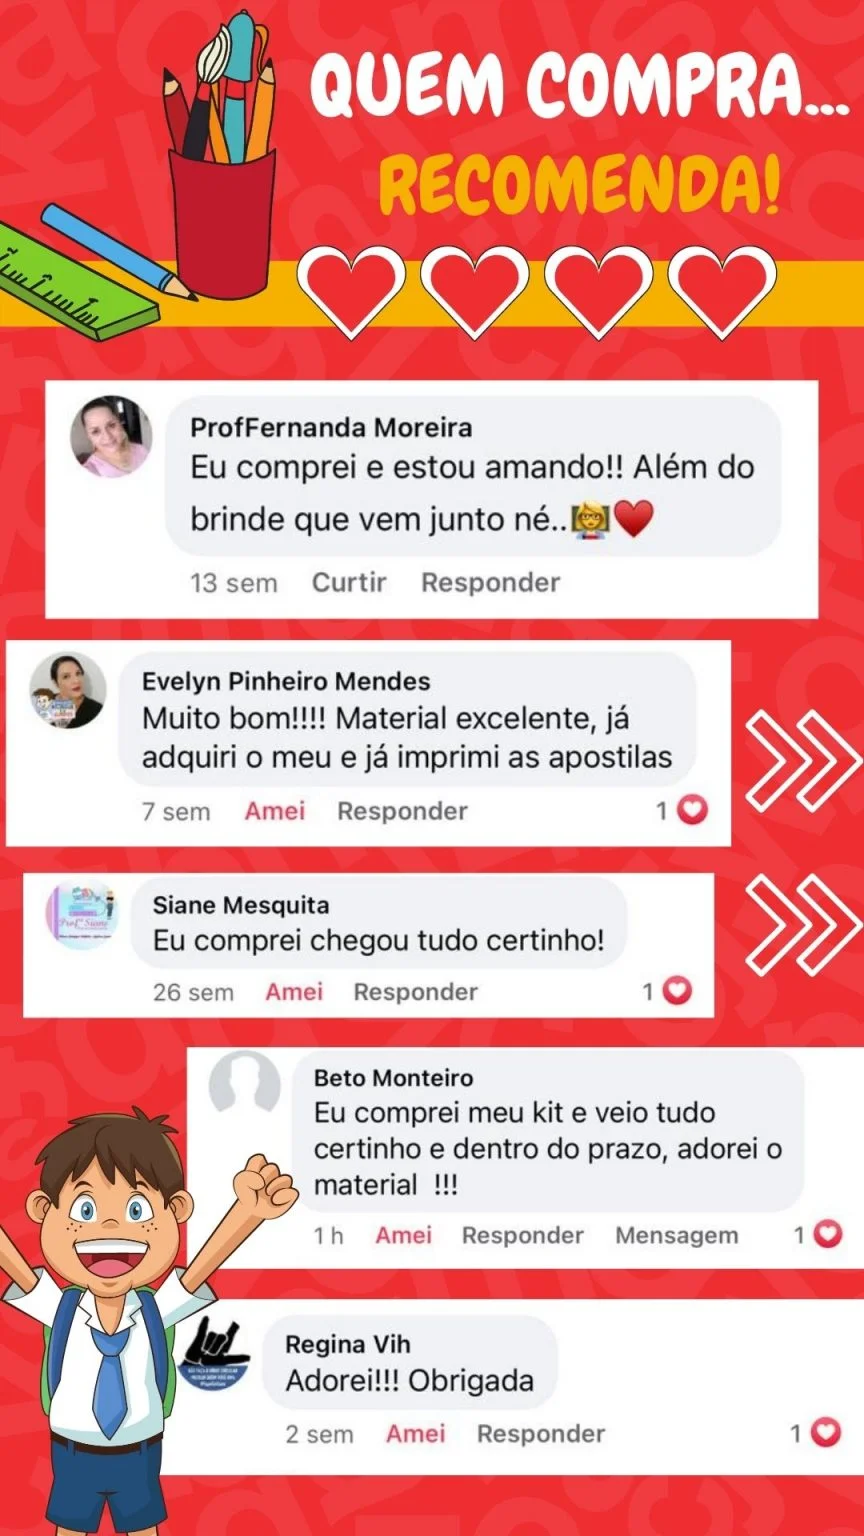 QUEM COMPRA...
RECOMENDA!
ProfFernanda Moreira
Eu comprei e estou amando!! Além do
brinde que vem junto né..👩‍🏫❤️
13 sem Curtir Responder
Evelyn Pinheiro Mendes
Muito bom!!!! Material excelente, já
adquiri o meu e já imprimi as apostilas
7 sem Amei Responder 1
Siane Mesquita
Eu comprei chegou tudo certinho!
26 sem Amei Responder 1
Beto Monteiro
Eu comprei meu kit e veio tudo
certinho e dentro do prazo, adorei o
material !!!
1 h Amei Responder Mensagem 1
Regina Vih
Adorei!!! Obrigada
2 sem Amei Responder 1